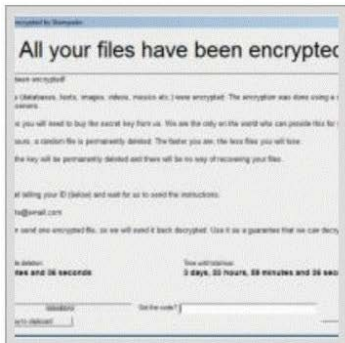 encrypted by Stampado
All your files have been encrypted
been encrypted!
(databases, texts, images, videos, musics etc.) were encrypted. The encryption was done using a
you will need to buy the secret key from us. We are the only on the world who can provide this for
hours, a random file is permanently deleted. The faster you are, the less files you will lose.
the key will be permanently deleted and there will be no way of recovering your files.
telling your ID (below) and wait for us to send the instructions.
@email.com
send one encrypted file, so we will send it back decrypted. Use it as a guarantee that we can decry
deletion: Time until
and 36 seconds 3 days, 23 hours, 59 minutes and 36 sec
Got the code?
to clipboard